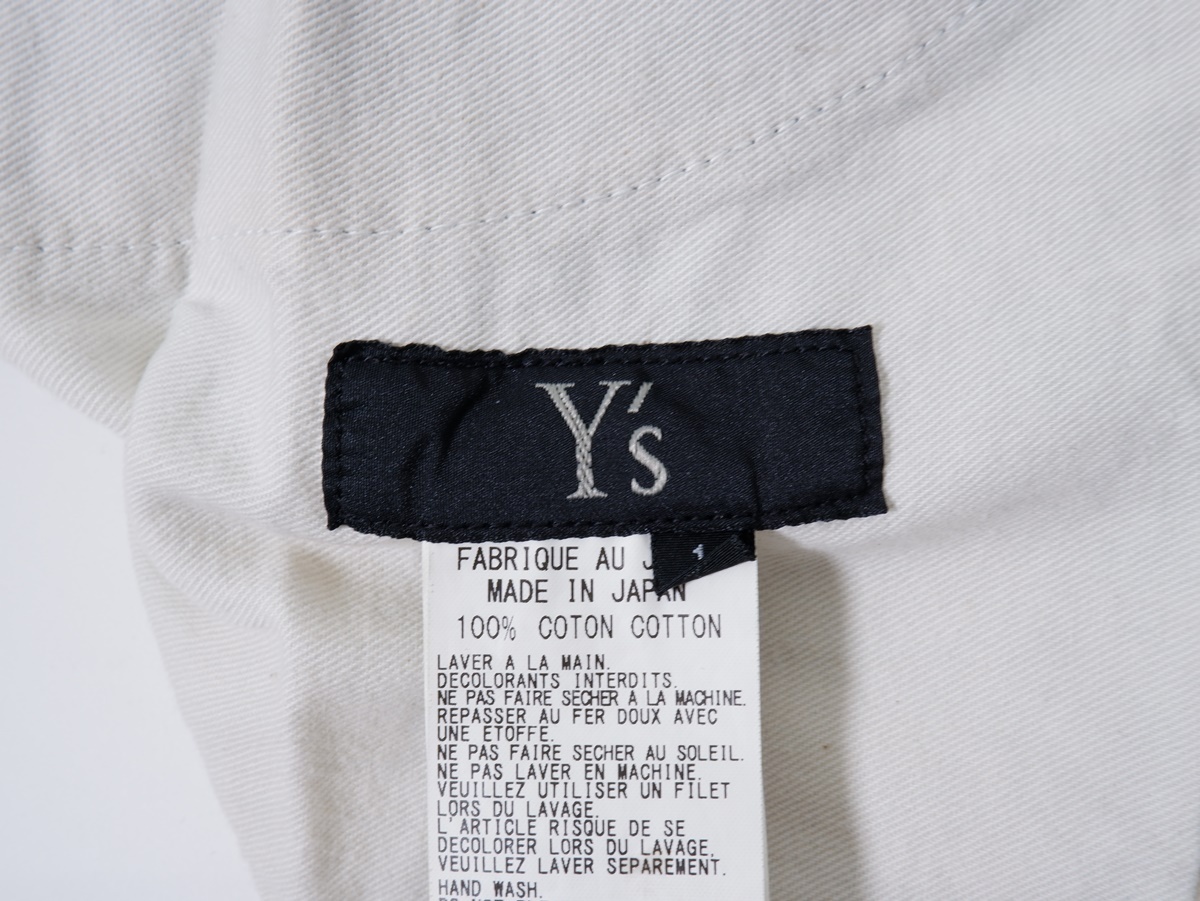 Y's
1
FABRIQUE AU J
MADE IN JAPAN
100% COTON COTTON
LAVER A LA MAIN.
DECOLORANTS INTERDITS.
NE PAS FAIRE SECHER A LA MACHINE.
REPASSER AU FER DOUX AVEC
UNE ETOFFE.
NE PAS FAIRE SECHER AU SOLEIL.
NE PAS LAVER EN MACHINE.
VEUILLEZ UTILISER UN FILET
LORS DU LAVAGE.
L'ARTICLE RISQUE DE SE
DECOLORER LORS DU LAVAGE,
VEUILLEZ LAVER SEPAREMENT.
HAND WASH.